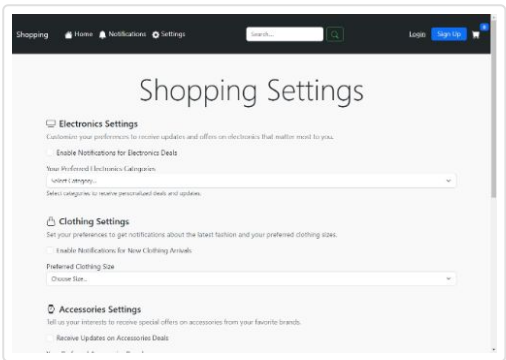 Shopping Home Notifications Settings Search... Login Sign Up 0
Shopping Settings
Electronics Settings
Customize your preferences to receive updates and offers on electronics that matter most to you.
Enable Notifications for Electronics Deals
Your Preferred Electronics Categories
Select Category...
Select categories to receive personalized deals and updates.
Clothing Settings
Set your preferences to get notifications about the latest fashion and your preferred clothing sizes.
Enable Notifications for New Clothing Arrivals
Preferred Clothing Size
Choose Size...
Accessories Settings
Tell us your interests to receive special offers on accessories from your favorite brands.
Receive Updates on Accessories Deals